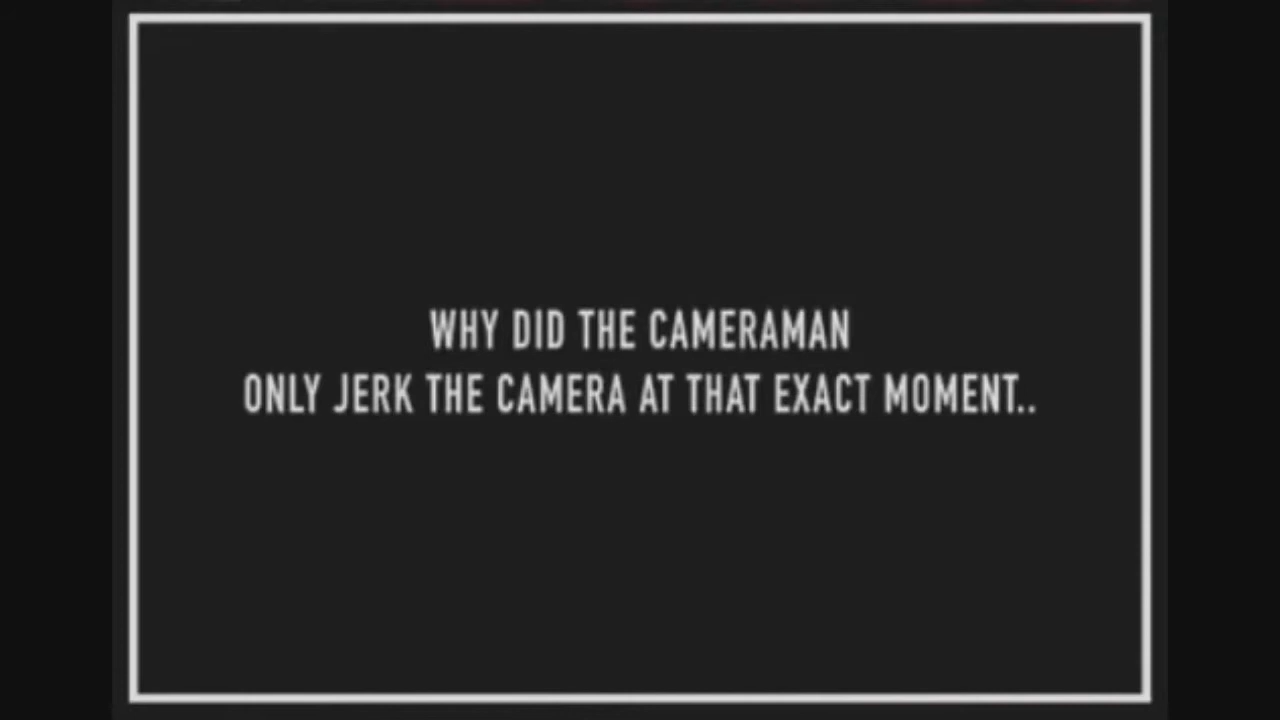 WHY DID THE CAMERAMAN
ONLY JERK THE CAMERA AT THAT EXACT MOMENT..